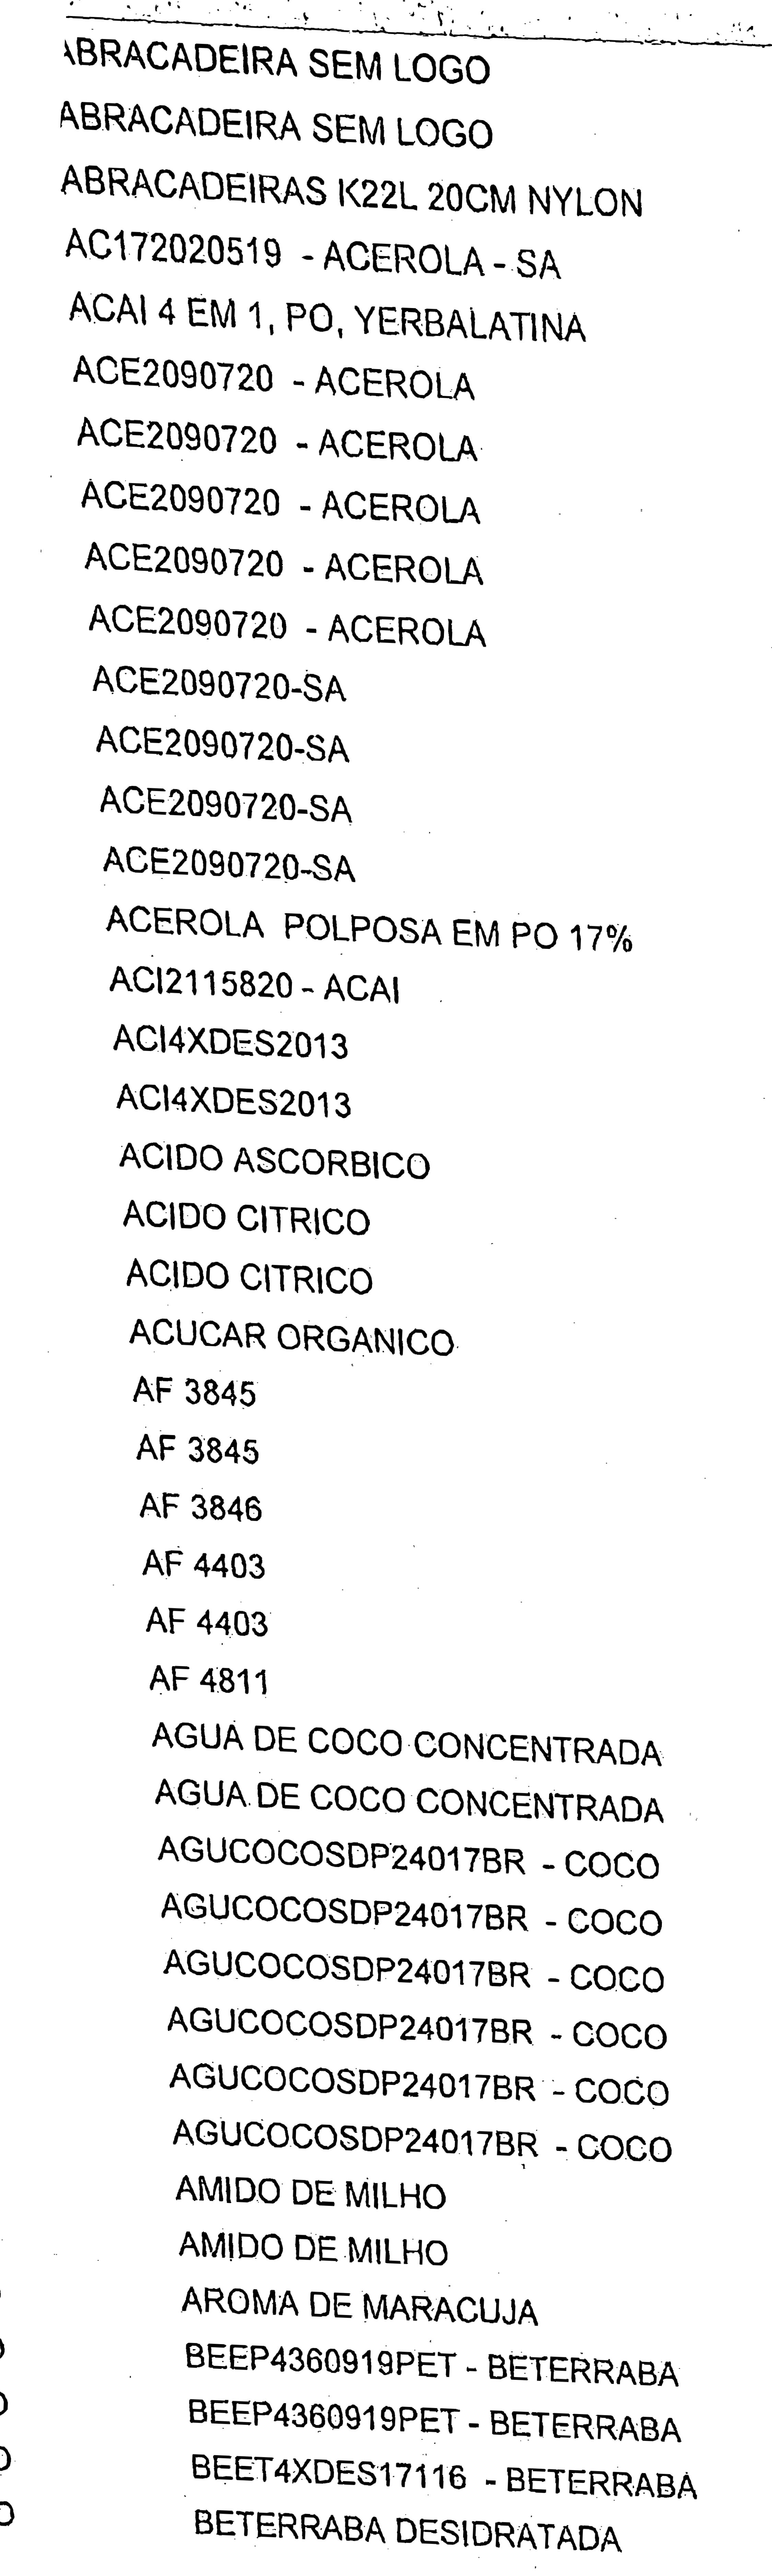 ABRACADEIRA SEM LOGO
ABRACADEIRA SEM LOGO
ABRACADEIRAS K22L 20CM NYLON
AC172020519 - ACEROLA - SA
ACAI 4 EM 1, PO, YERBALATINA
ACE2090720 - ACEROLA
ACE2090720 - ACEROLA
ACE2090720 - ACEROLA
ACE2090720 - ACEROLA
ACE2090720 - ACEROLA
ACE2090720-SA
ACE2090720-SA
ACE2090720-SA
ACE2090720-SA
ACEROLA POLPOSA EM PO 17%
ACI2115820 - ACAI
ACI4XDES2013
ACI4XDES2013
ACIDO ASCORBICO
ACIDO CITRICO
ACIDO CITRICO
ACUCAR ORGANICO
AF 3845
AF 3845
AF 3846
AF 4403
AF 4403
AF 4811
AGUA DE COCO CONCENTRADA
AGUA DE COCO CONCENTRADA
AGUCOCOSDP24017BR - COCO
AGUCOCOSDP24017BR - COCO
AGUCOCOSDP24017BR - COCO
AGUCOCOSDP24017BR - COCO
AGUCOCOSDP24017BR - COCO
AGUCOCOSDP24017BR - COCO
AMIDO DE MILHO
AMIDO DE MILHO
AROMA DE MARACUJA
BEEP4360919PET - BETERRABA
BEEP4360919PET - BETERRABA
BEET4XDES17116 - BETERRABA
BETERRABA DESIDRATADA